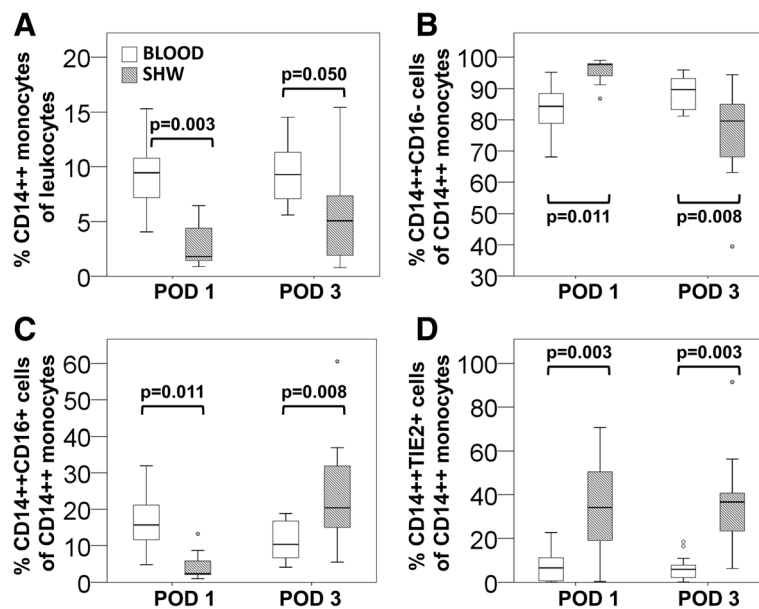 A
BLOOD
SHW
p=0.003
p=0.050
20
15
10
5
0
% CD14++ monocytes
of leukocytes
POD 1
POD 3
B
100
90
80
70
60
50
40
30
% CD14++CD16- cells
of CD14++ monocytes
p=0.011
p=0.008
POD 1
POD 3
C
60
50
40
30
20
10
0
% CD14++CD16+ cells
of CD14++ monocytes
p=0.011
p=0.008
POD 1
POD 3
D
100
80
60
40
20
0
% CD14++TIE2+ cells
of CD14++ monocytes
p=0.003
p=0.003
POD 1
POD 3